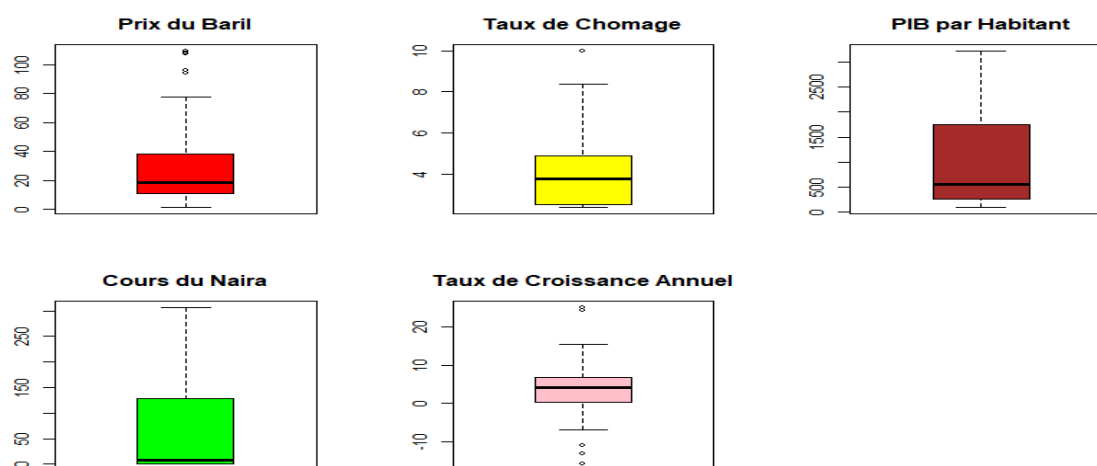 Prix du Baril
0 20 40 60 80 100
Taux de Chomage
4 6 8 10
PIB par Habitant
0 500 1500 2500
Cours du Naira
0 50 150 250
Taux de Croissance Annuel
-10 0 10 20